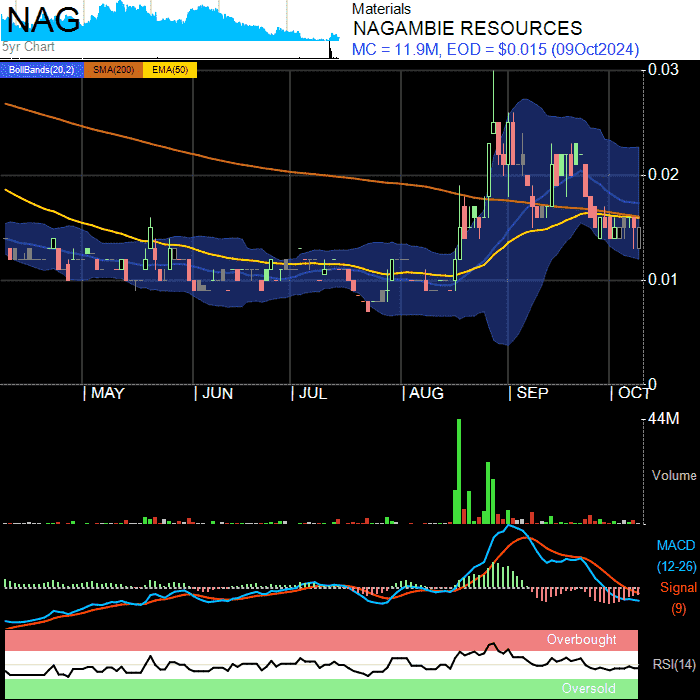 NAG
5yr Chart
Materials
NAGAMBIE RESOURCES
MC = 11.9M, EOD = $0.015 (09Oct2024)
BollBands(20,2) SMA(200) EMA(50)
0.03
0.02
0.01
0
MAY JUN JUL AUG SEP OCT
44M
Volume
MACD
(12-26)
Signal
(9)
Overbought
RSI(14)
Oversold